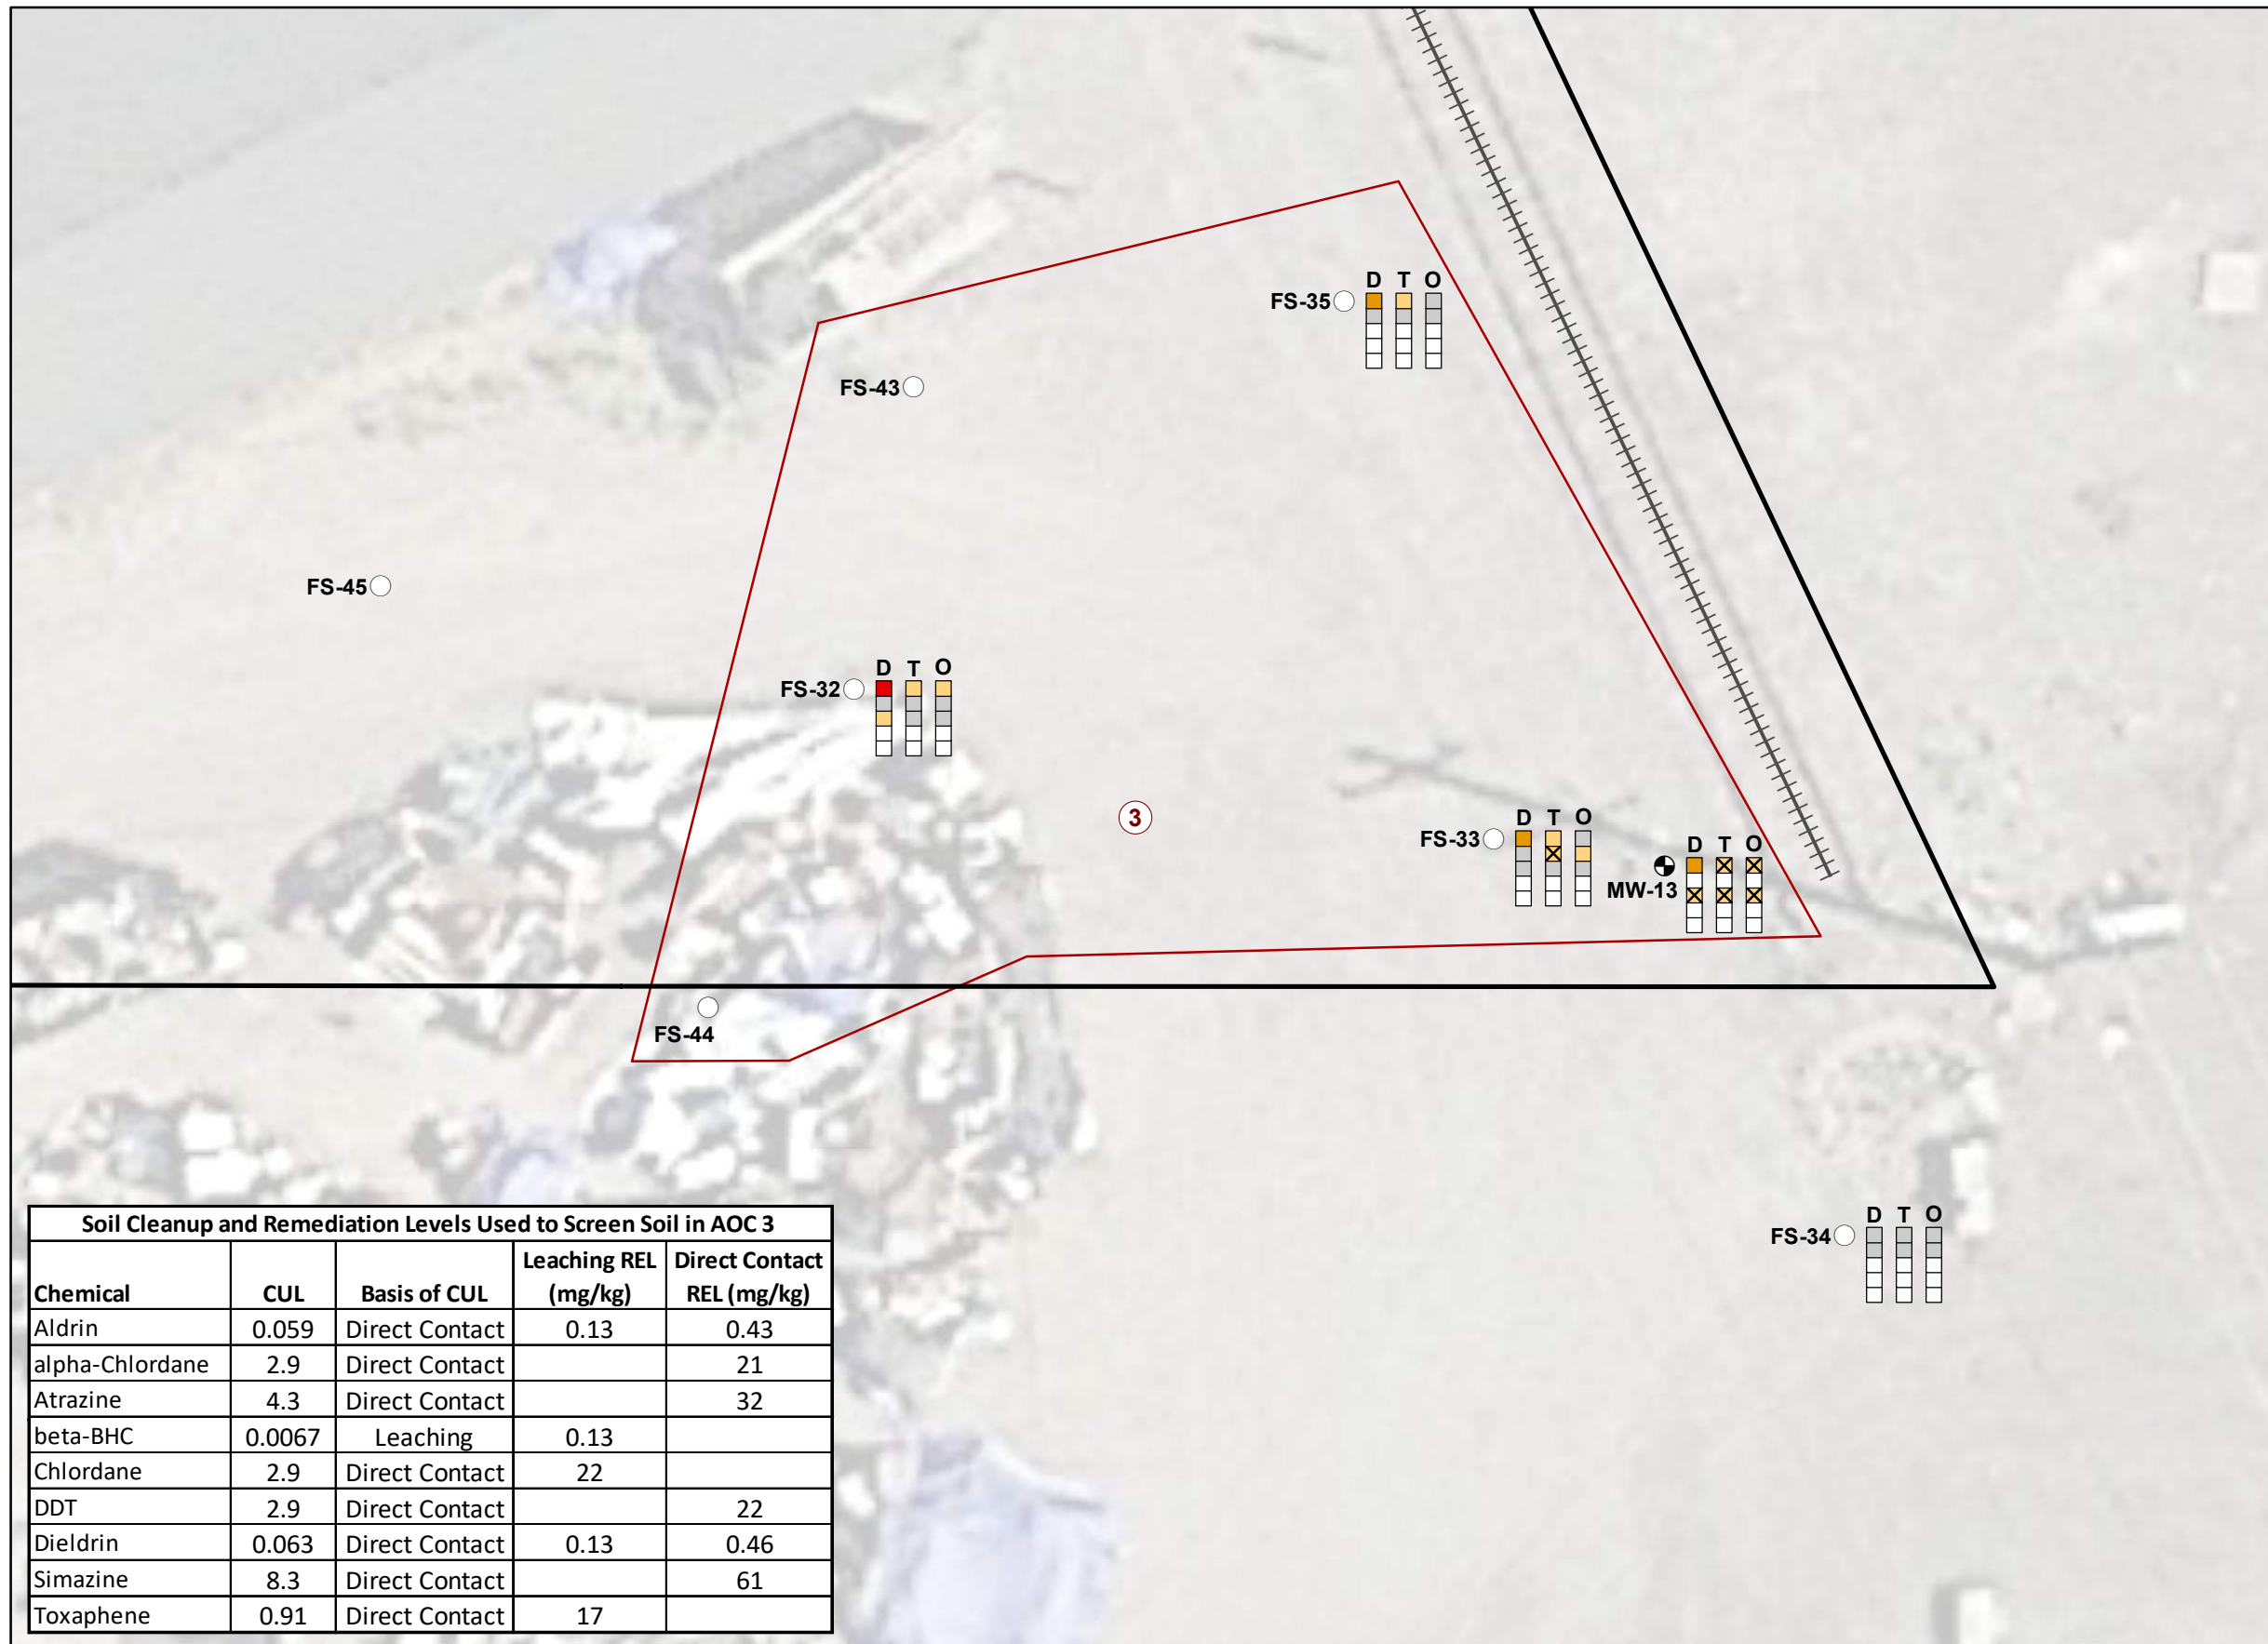 D T O
FS-35
FS-43
FS-45
D T O
FS-32
3
D T O
FS-33
D T O
MW-13
FS-44
D T O
FS-34
Soil Cleanup and Remediation Levels Used to Screen Soil in AOC 3
Chemical CUL Basis of CUL Leaching REL (mg/kg) Direct Contact REL (mg/kg)
Aldrin 0.059 Direct Contact 0.13 0.43
alpha-Chlordane 2.9 Direct Contact 21
Atrazine 4.3 Direct Contact 32
beta-BHC 0.0067 Leaching 0.13
Chlordane 2.9 Direct Contact 22
DDT 2.9 Direct Contact 22
Dieldrin 0.063 Direct Contact 0.13 0.46
Simazine 8.3 Direct Contact 61
Toxaphene 0.91 Direct Contact 17